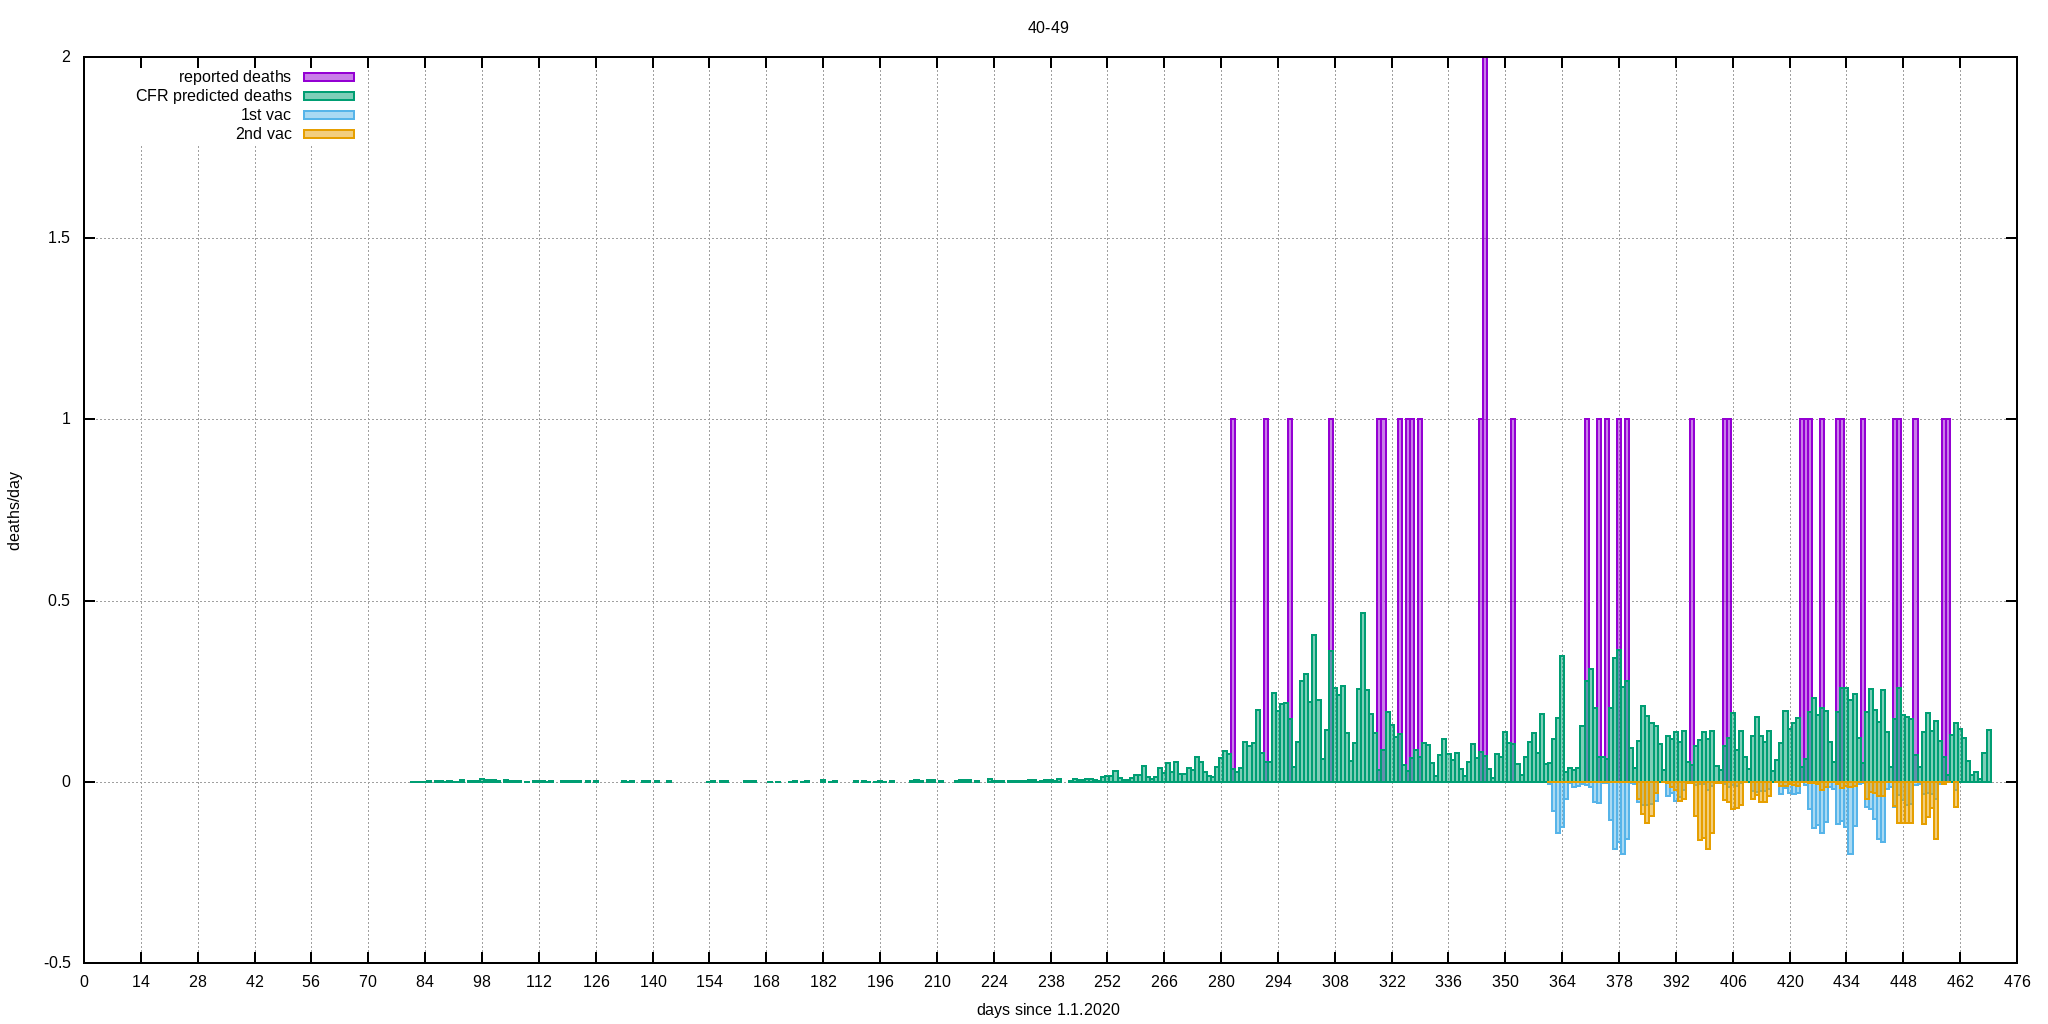 40-49
2
1.5
1
0.5
0
-0.5
deaths/day
reported deaths
CFR predicted deaths
1st vac
2nd vac
0 14 28 42 56 70 84 98 112 126 140 154 168 182 196 210 224 238 252 266 280 294 308 322 336 350 364 378 392 406 420 434 448 462 476
days since 1.1.2020